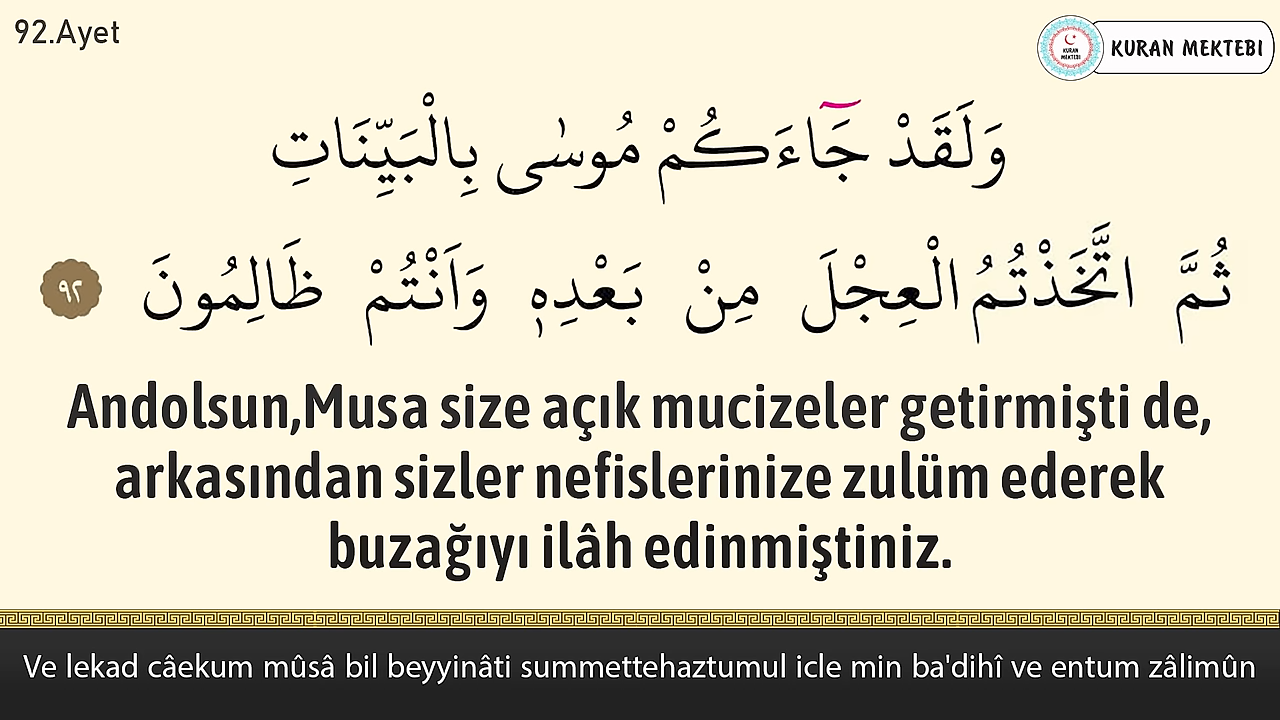 92.Ayet
KURAN MEKTEBİ
KURAN MEKTEBİ
وَلَقَدْ جَٓاءَكُمْ مُوسٰى بِالْبَيِّنَاتِ
ثُمَّ اتَّخَذْتُمُ الْعِجْلَ مِنْ بَعْدِه۪ وَاَنْتُمْ ظَالِمُونَ ٩٢
Andolsun,Musa size açık mucizeler getirmişti de,
arkasından sizler nefislerinize zulüm ederek
buzağıyı ilâh edinmiştiniz.
Ve lekad câekum mûsâ bil beyyinâti summettehaztumul icle min ba'dihî ve entum zâlimûn